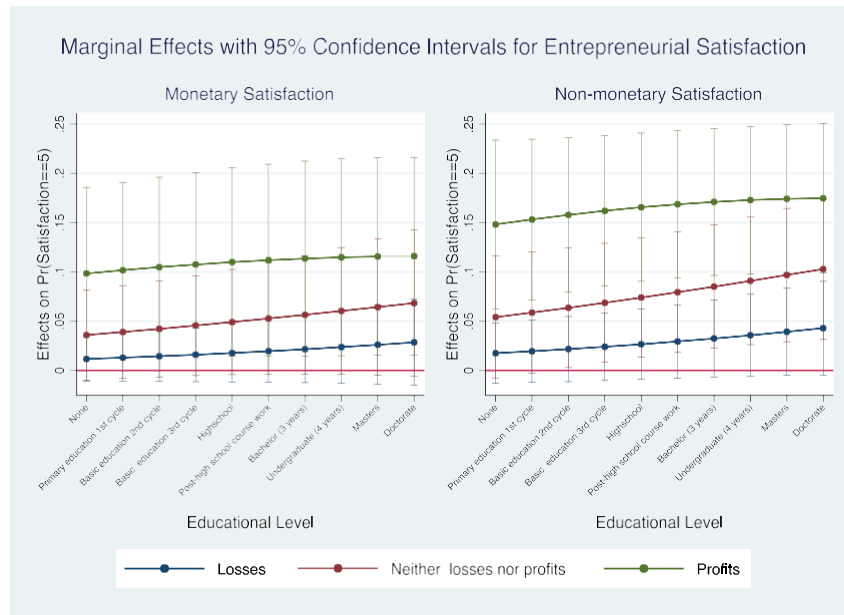 Marginal Effects with 95% Confidence Intervals for Entrepreneurial Satisfaction
Monetary Satisfaction
Effects on Pr(Satisfaction==5)
.25
.2
.15
.1
.05
0
None
Primary education 1st cycle
Basic education 2nd cycle
Basic  education 3rd cycle
Highschool
Post-high school course work
Bachelor (3 years)
Undergraduate (4 years)
Masters
Doctorate
Educational Level
Non-monetary Satisfaction
Effects on Pr(Satisfaction==5)
.25
.2
.15
.1
.05
0
None
Primary education 1st cycle
Basic education 2nd cycle
Basic  education 3rd cycle
Highschool
Post-high school course work
Bachelor (3 years)
Undergraduate (4 years)
Masters
Doctorate
Educational Level
Losses
Neither  losses nor profits
Profits